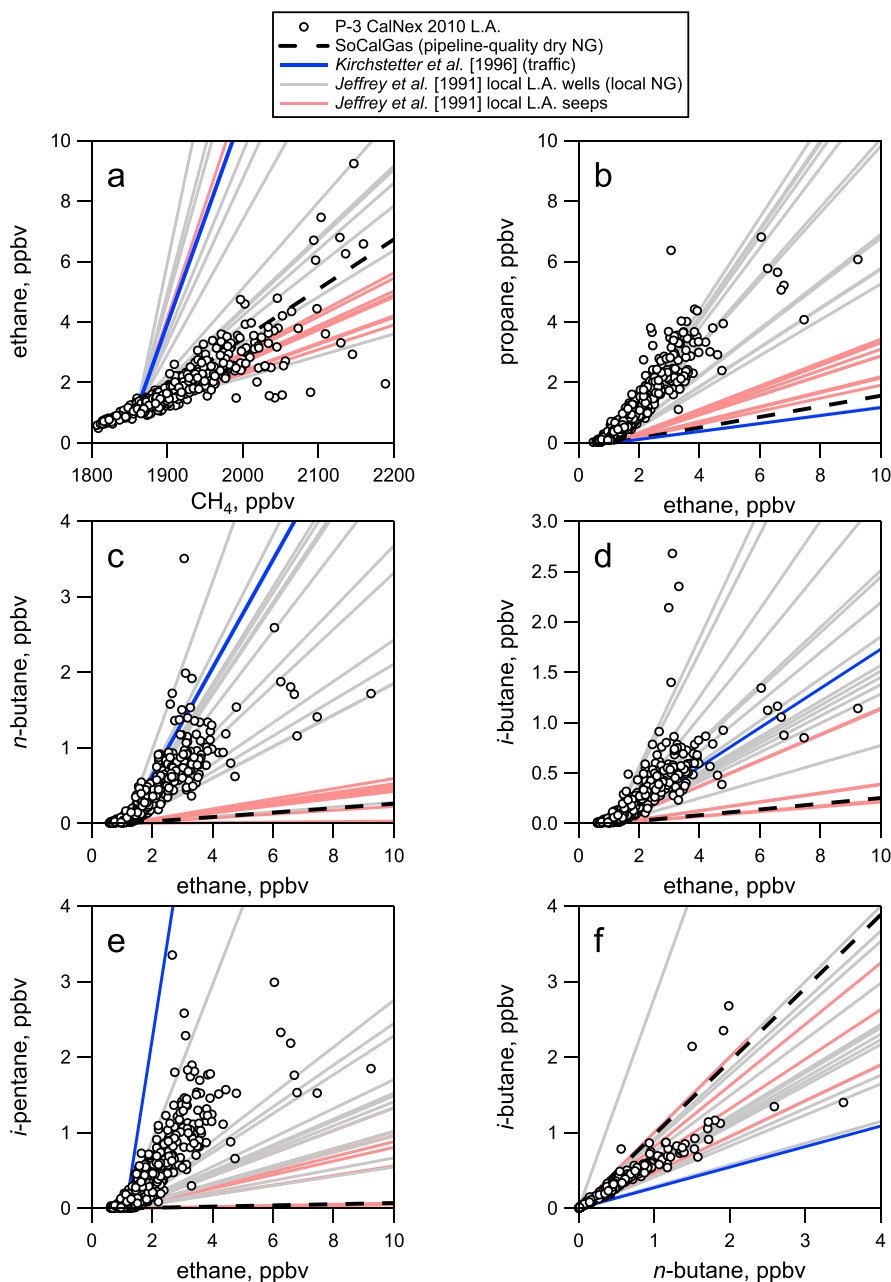 P-3 CalNex 2010 L.A.
SoCalGas (pipeline-quality dry NG)
Kirchstetter et al. [1996] (traffic)
Jeffrey et al. [1991] local L.A. wells (local NG)
Jeffrey et al. [1991] local L.A. seeps
a
ethane, ppbv
10
8
6
4
2
0
1800 1900 2000 2100 2200
CH4, ppbv
b
propane, ppbv
10
8
6
4
2
0
0 2 4 6 8 10
ethane, ppbv
c
n-butane, ppbv
4
3
2
1
0
0 2 4 6 8 10
ethane, ppbv
d
i-butane, ppbv
3.0
2.5
2.0
1.5
1.0
0.5
0.0
0 2 4 6 8 10
ethane, ppbv
e
i-pentane, ppbv
4
3
2
1
0
0 2 4 6 8 10
ethane, ppbv
f
i-butane, ppbv
4
3
2
1
0
0 1 2 3 4
n-butane, ppbv